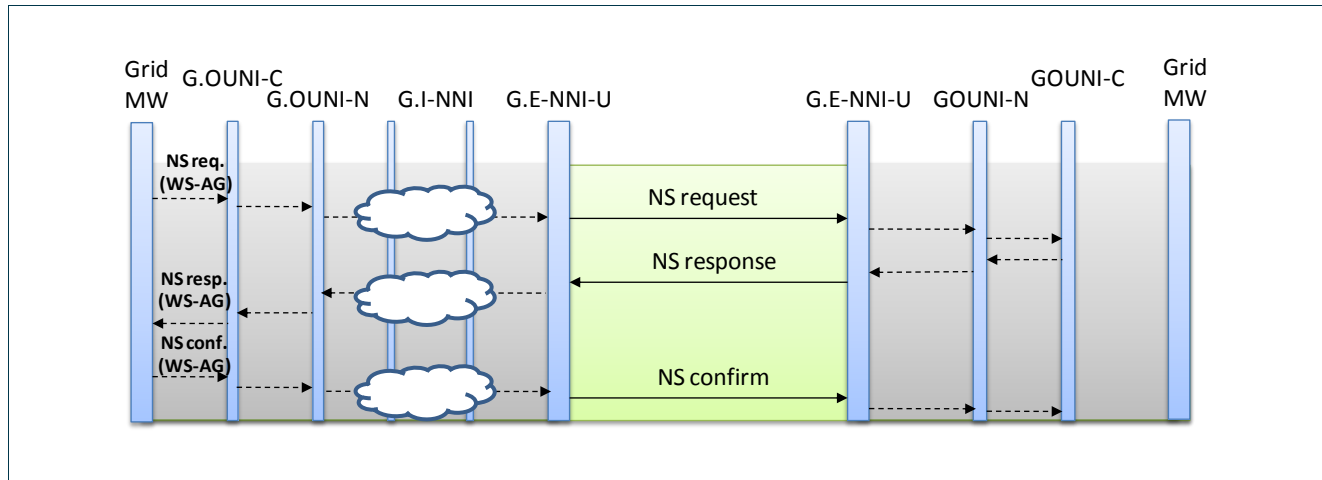 Grid
MW
G.OUNI-C
G.OUNI-N
G.I-NNI
G.E-NNI-U
G.E-NNI-U
GOUNI-N
GOUNI-C
Grid
MW
NS req.
(WS-AG)
NS request
NS response
NS resp.
(WS-AG)
NS conf.
(WS-AG)
NS confirm